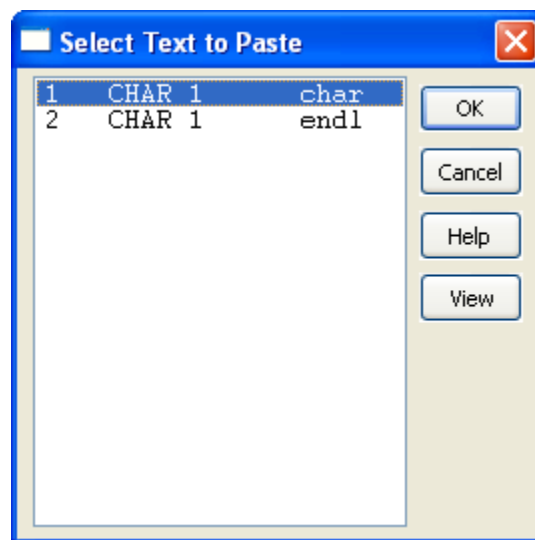 Select Text to Paste
1 CHAR 1 char
2 CHAR 1 endl
OK
Cancel
Help
View